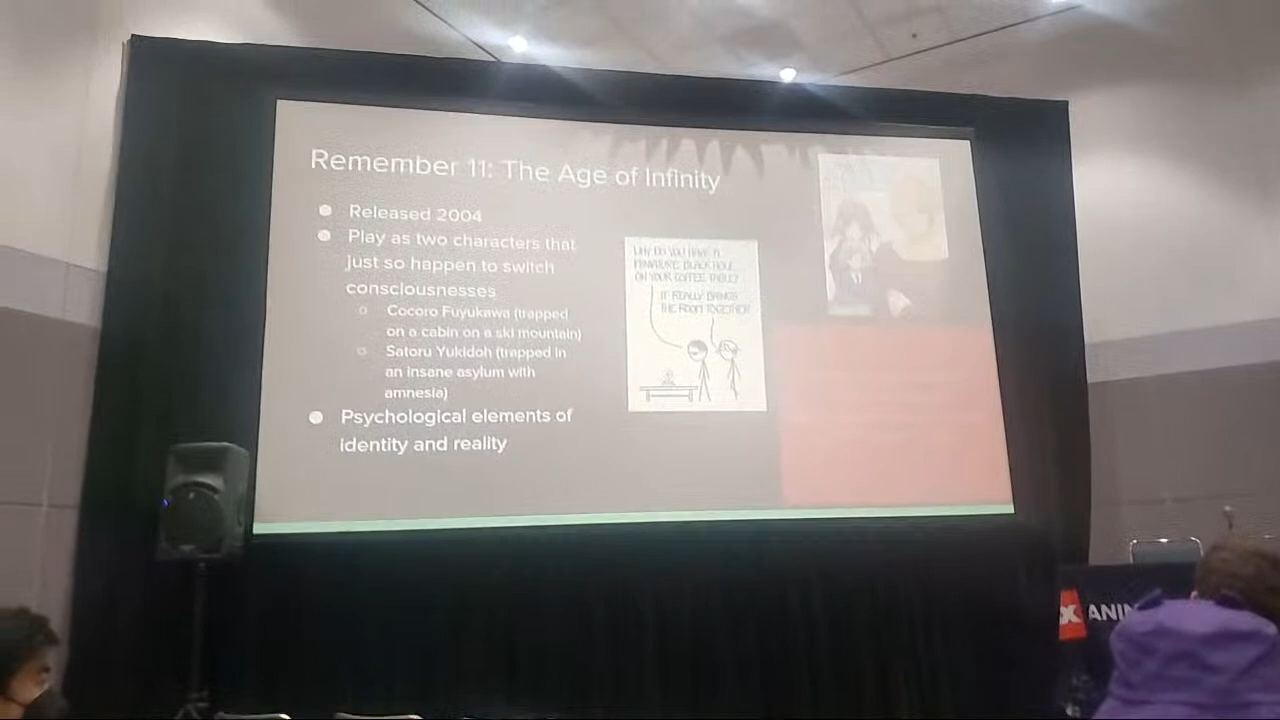 Remember 11: The Age of Infinity
Released 2004
Play as two characters that
just so happen to switch
consciousnesses
Cocoro Fuyukawa (trapped
on a cabin on a ski mountain)
Satoru Yukidoh (trapped in
an insane asylum with
amnesia)
Psychological elements of
identity and reality
WHY DO YOU HAVE A
MINIATURE BLACK HOLE
ON YOUR COFFEE TABLE?
IT REALLY BRINGS
THE ROOM TOGETHER
X ANIM